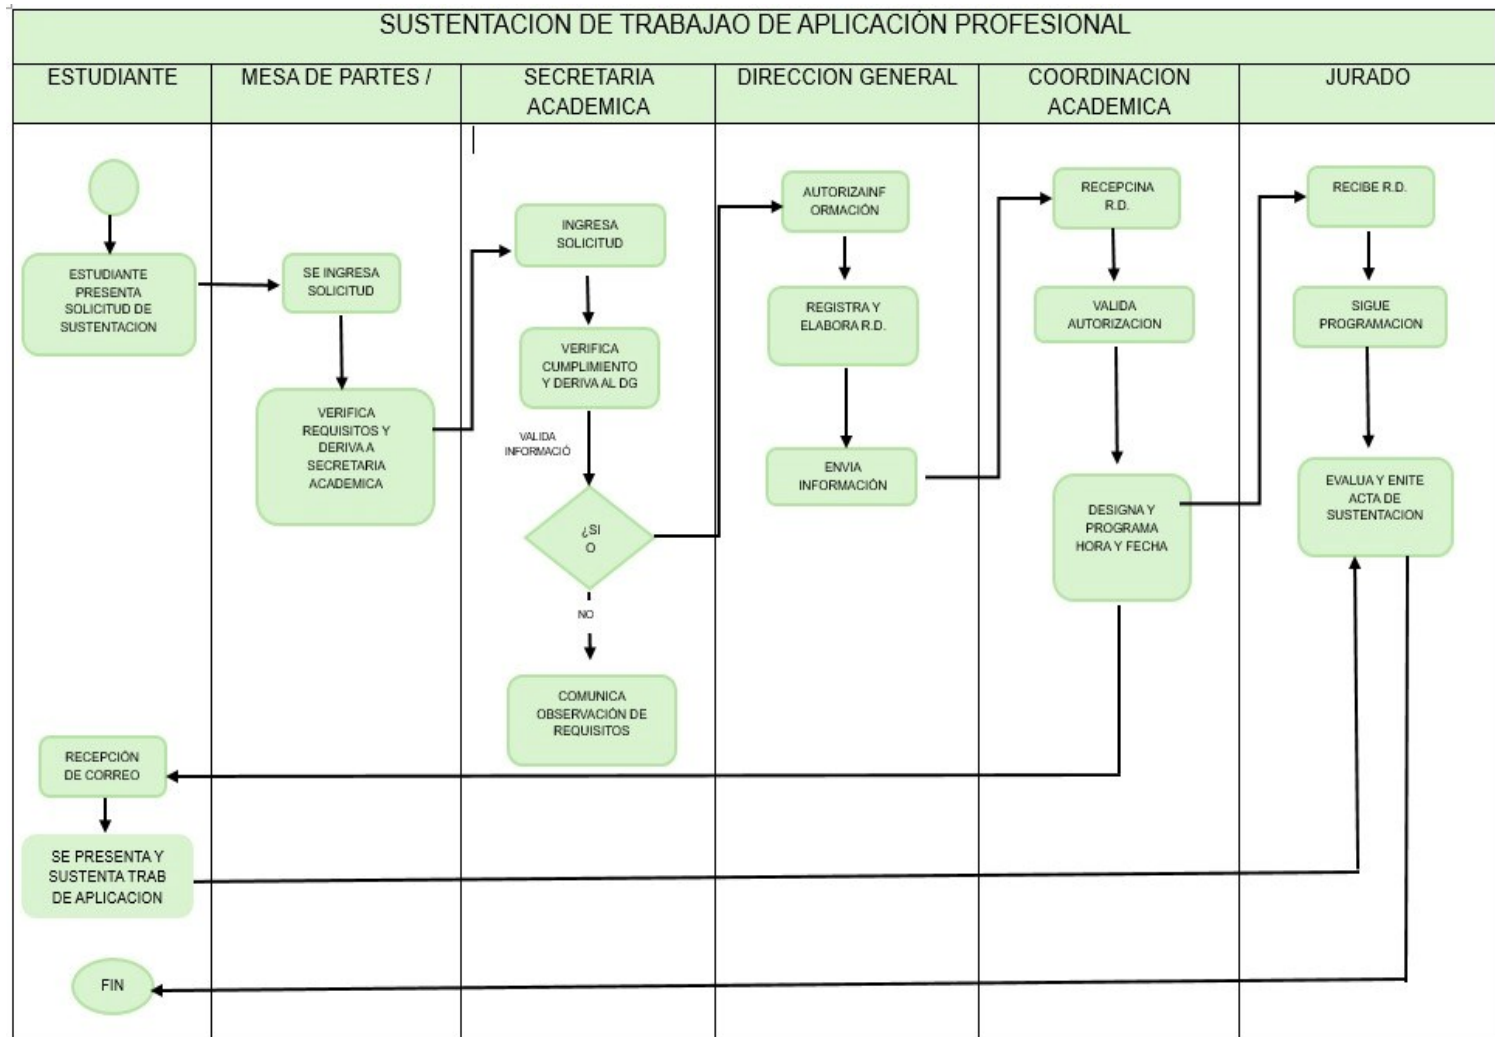 SUSTENTACION DE TRABAJAO DE APLICACIÓN PROFESIONAL
ESTUDIANTE
MESA DE PARTES /
SECRETARIA
ACADEMICA
DIRECCION GENERAL
COORDINACION
ACADEMICA
JURADO
ESTUDIANTE
PRESENTA
SOLICITUD DE
SUSTENTACION
SE INGRESA
SOLICITUD
VERIFICA
REQUISITOS Y
DERIVA A
SECRETARIA
ACADEMICA
INGRESA
SOLICITUD
VERIFICA
CUMPLIMIENTO
Y DERIVA AL DG
VALIDA
INFORMACIÓ
¿SI
O
NO
COMUNICA
OBSERVACIÓN DE
REQUISITOS
AUTORIZAINF
ORMACIÓN
REGISTRA Y
ELABORA R.D.
ENVIA
INFORMACIÓN
RECEPCINA
R.D.
VALIDA
AUTORIZACION
DESIGNA Y
PROGRAMA
HORA Y FECHA
RECIBE R.D.
SIGUE
PROGRAMACION
EVALUA Y ENITE
ACTA DE
SUSTENTACION
RECEPCIÓN
DE CORREO
SE PRESENTA Y
SUSTENTA TRAB
DE APLICACION
FIN